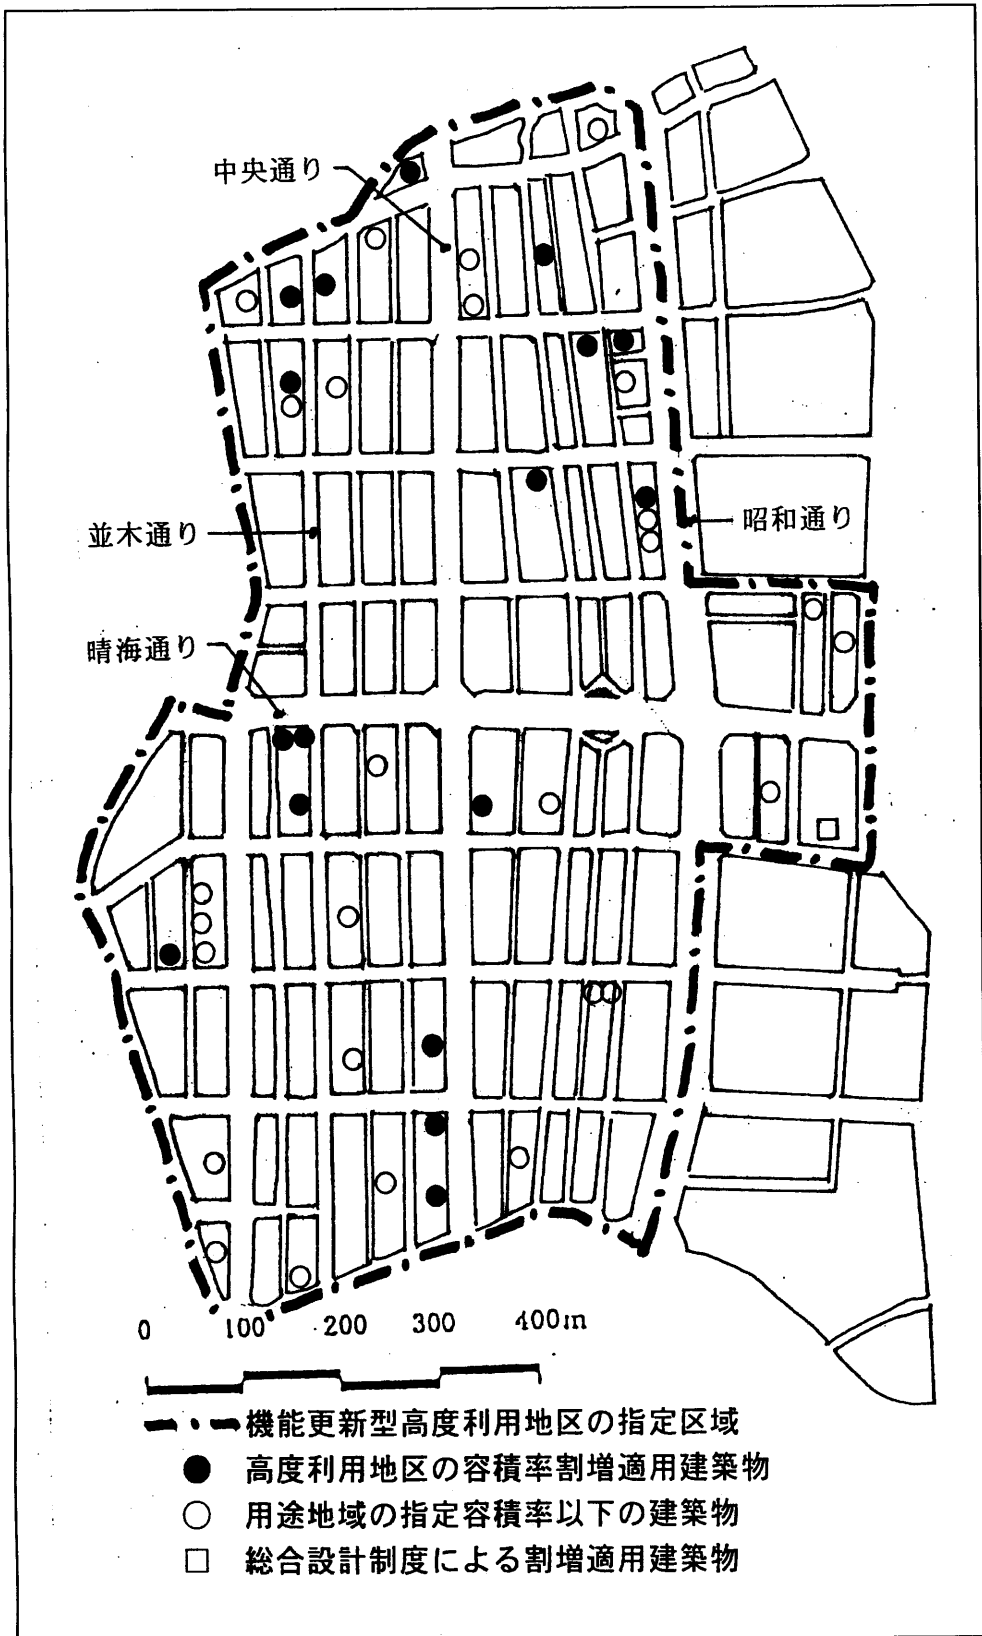 中央通り
並木通り
昭和通り
晴海通り
0 100 200 300 400m
機能更新型高度利用地区の指定区域
高度利用地区の容積率割増適用建築物
用途地域の指定容積率以下の建築物
総合設計制度による割増適用建築物